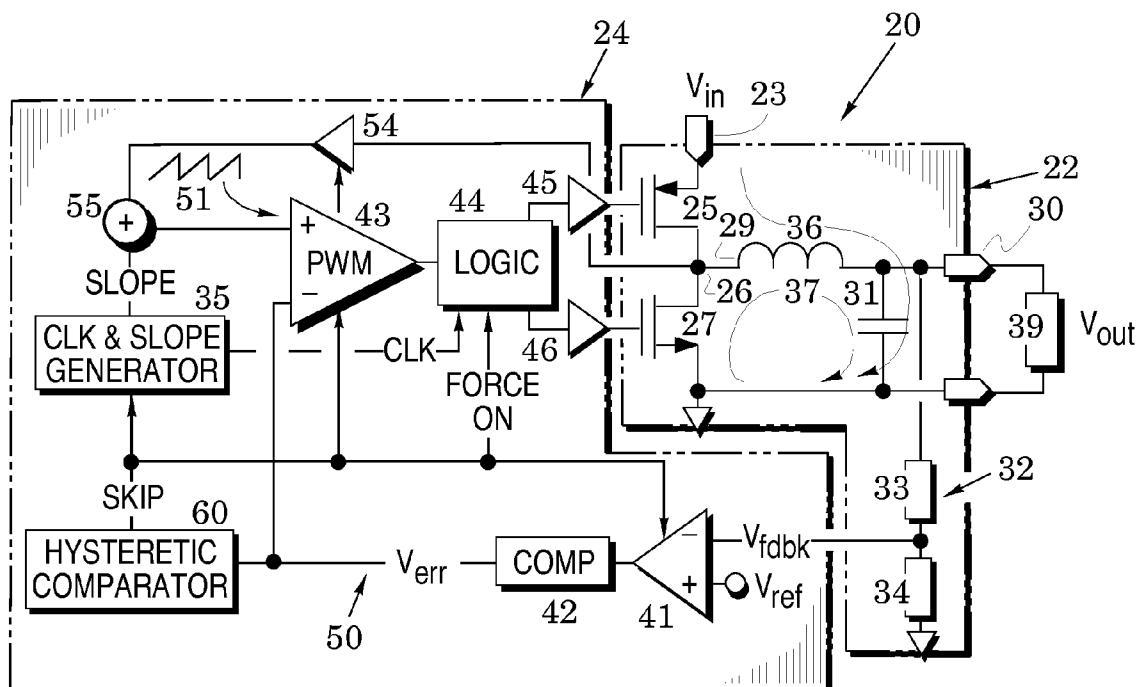 24
20
Vin
23
54
22
51
45
55
+
+
43
44
25
30
PWM
LOGIC
29
36
SLOPE
−
26
37
31
35
27
39
Vout
CLK & SLOPE
GENERATOR
CLK
46
FORCE
ON
SKIP
33
32
60
HYSTERETIC
COMPARATOR
Verr
COMP
−
Vfdbk
+
Vref
34
42
41
50